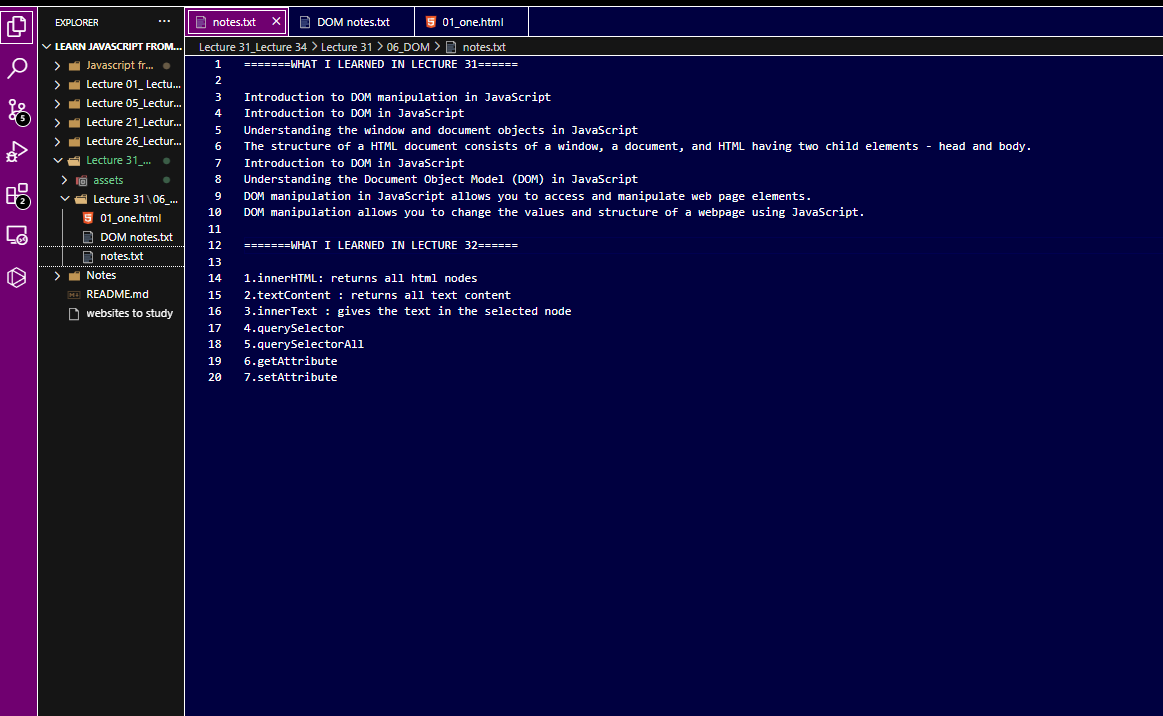 EXPLORER ...
LEARN JAVASCRIPT FROM...
Javascript fr...
Lecture 01_ Lectu...
Lecture 05_Lectur...
Lecture 21_Lectur...
Lecture 26_Lectur...
Lecture 31_...
assets
Lecture 31\06_...
01_one.html
DOM notes.txt
notes.txt
Notes
README.md
websites to study
5
2
notes.txt DOM notes.txt 01_one.html
Lecture 31_Lecture 34 > Lecture 31 > 06_DOM > notes.txt
1 =======WHAT I LEARNED IN LECTURE 31======
2
3 Introduction to DOM manipulation in JavaScript
4 Introduction to DOM in JavaScript
5 Understanding the window and document objects in JavaScript
6 The structure of a HTML document consists of a window, a document, and HTML having two child elements - head and body.
7 Introduction to DOM in JavaScript
8 Understanding the Document Object Model (DOM) in JavaScript
9 DOM manipulation in JavaScript allows you to access and manipulate web page elements.
10 DOM manipulation allows you to change the values and structure of a webpage using JavaScript.
11
12 =======WHAT I LEARNED IN LECTURE 32======
13
14 1.innerHTML: returns all html nodes
15 2.textContent : returns all text content
16 3.innerText : gives the text in the selected node
17 4.querySelector
18 5.querySelectorAll
19 6.getAttribute
20 7.setAttribute